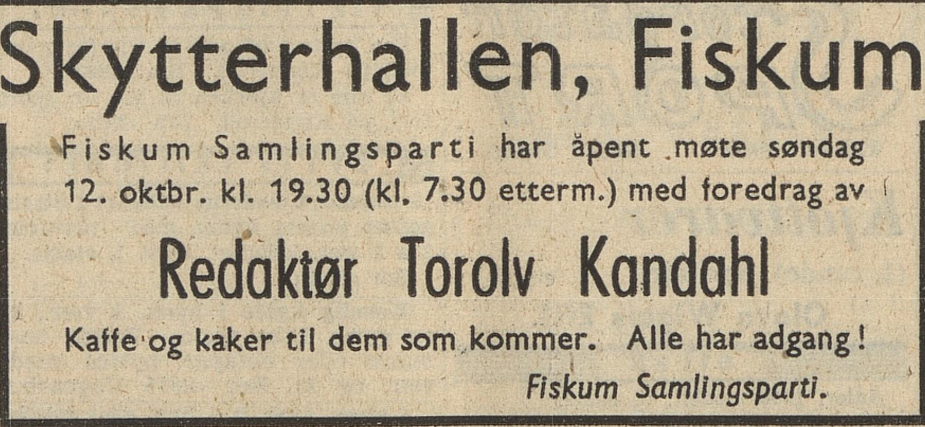 Skytterhallen, Fiskum
Fiskum Samlingsparti har åpent møte søndag
12. oktbr. kl. 19.30 (kl. 7.30 etterm.) med foredrag av
Redaktør Torolv Kandahl
Kaffe og kaker til dem som kommer. Alle har adgang!
Fiskum Samlingsparti.